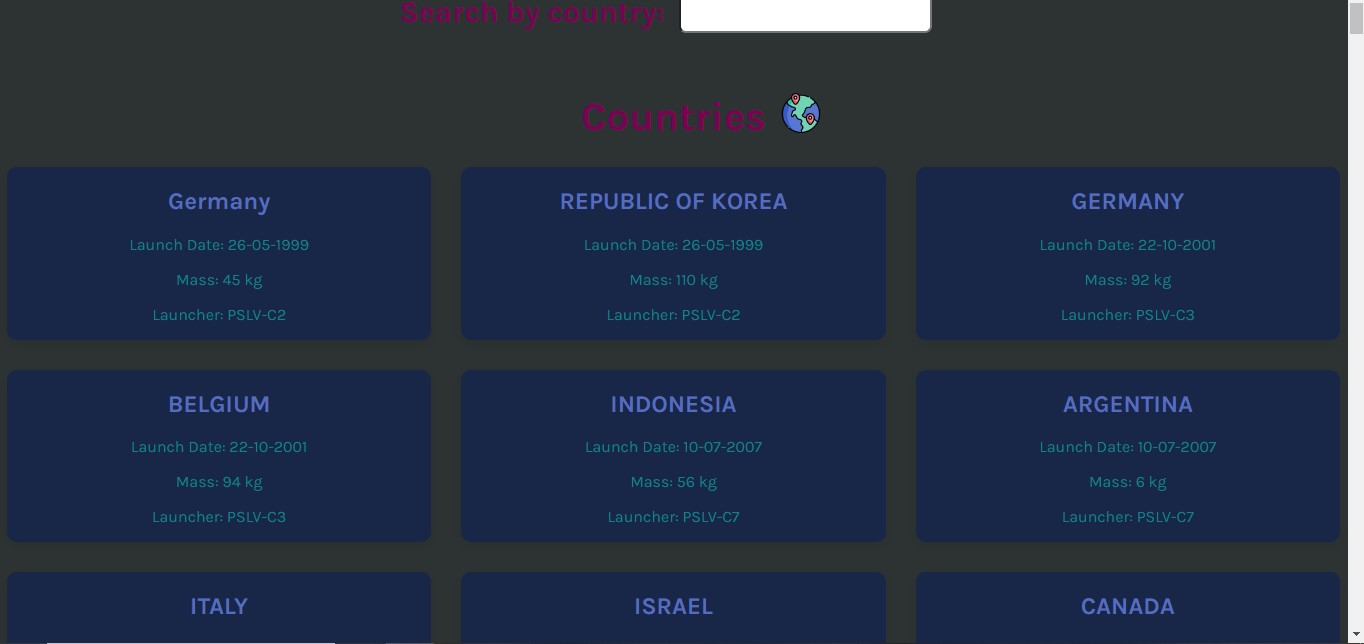 Search by country:
Countries
Germany
Launch Date: 26-05-1999
Mass: 45 kg
Launcher: PSLV-C2
REPUBLIC OF KOREA
Launch Date: 26-05-1999
Mass: 110 kg
Launcher: PSLV-C2
GERMANY
Launch Date: 22-10-2001
Mass: 92 kg
Launcher: PSLV-C3
BELGIUM
Launch Date: 22-10-2001
Mass: 94 kg
Launcher: PSLV-C3
INDONESIA
Launch Date: 10-07-2007
Mass: 56 kg
Launcher: PSLV-C7
ARGENTINA
Launch Date: 10-07-2007
Mass: 6 kg
Launcher: PSLV-C7
ITALY
ISRAEL
CANADA